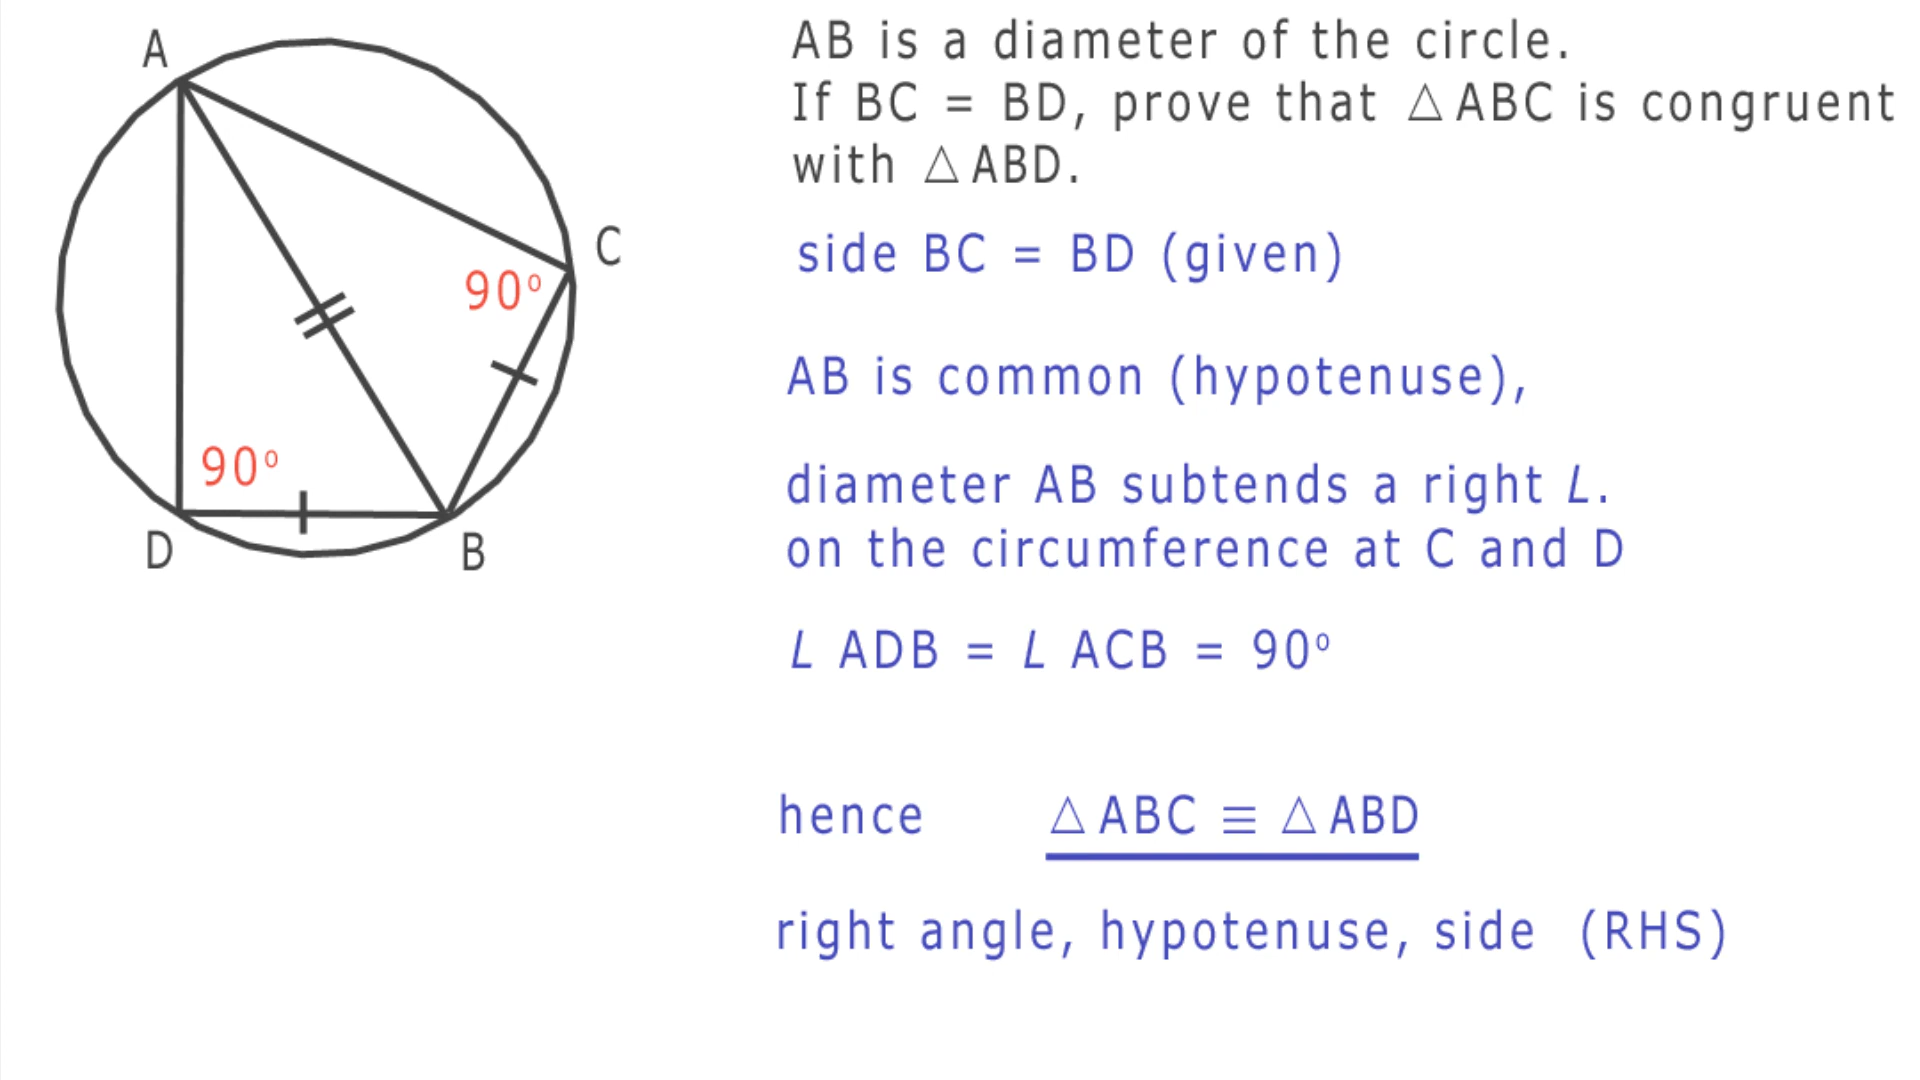 A
AB is a diameter of the circle.
If BC = BD, prove that △ABC is congruent
with △ABD.
C
side BC = BD (given)
90°
AB is common (hypotenuse),
90°
diameter AB subtends a right L.
on the circumference at C and D
D
B
L ADB = L ACB = 90°
hence △ABC ≡ △ABD
right angle, hypotenuse, side (RHS)